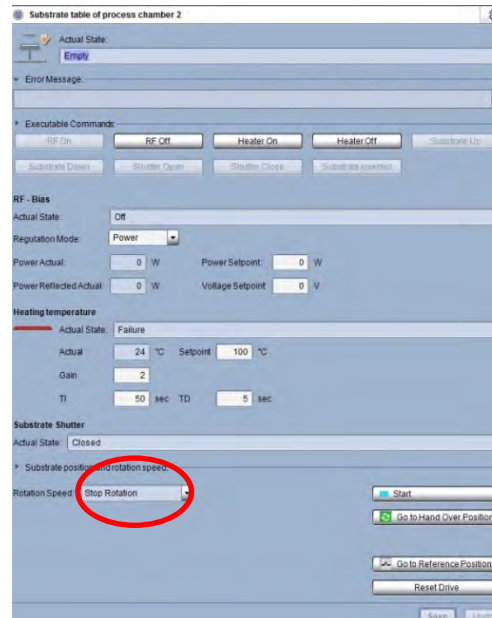 Substrate table of process chamber 2
Actual State:
Empty
Error Message:
Executable Commands
RF On RF Off Heater On Heater Off Substrate Up
Substrate Down Shutter Open Shutter Close Substrate inserted
RF - Bias
Actual State: Off
Regulation Mode: Power
Power Actual: 0 W Power Setpoint: 0 W
Power Reflected Actual: 0 W Voltage Setpoint: 0 V
Heating temperature
Actual State: Failure
Actual 24 °C Setpoint 100 °C
Gain 2
TI 50 sec TD 5 sec
Substrate Shutter
Actual State: Closed
Substrate position and rotation speed:
Rotation Speed: Stop Rotation
Start
Go to Hand Over Position
Go to Reference Position
Reset Drive
Save